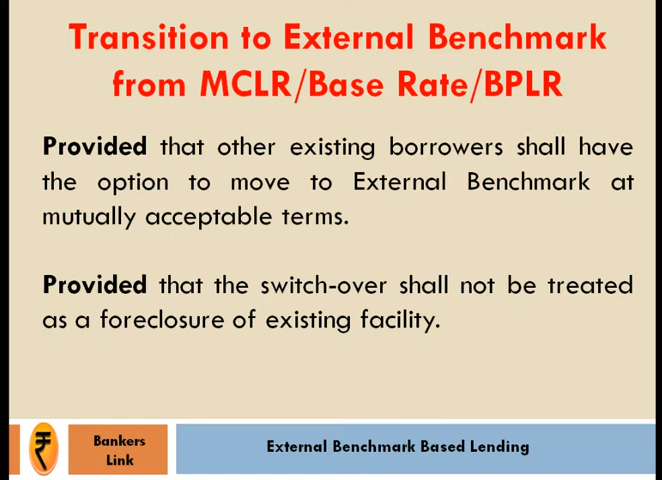 Transition to External Benchmark
from MCLR/Base Rate/BPLR
Provided that other existing borrowers shall have
the option to move to External Benchmark at
mutually acceptable terms.
Provided that the switch-over shall not be treated
as a foreclosure of existing facility.
₹
Bankers
Link
External Benchmark Based Lending